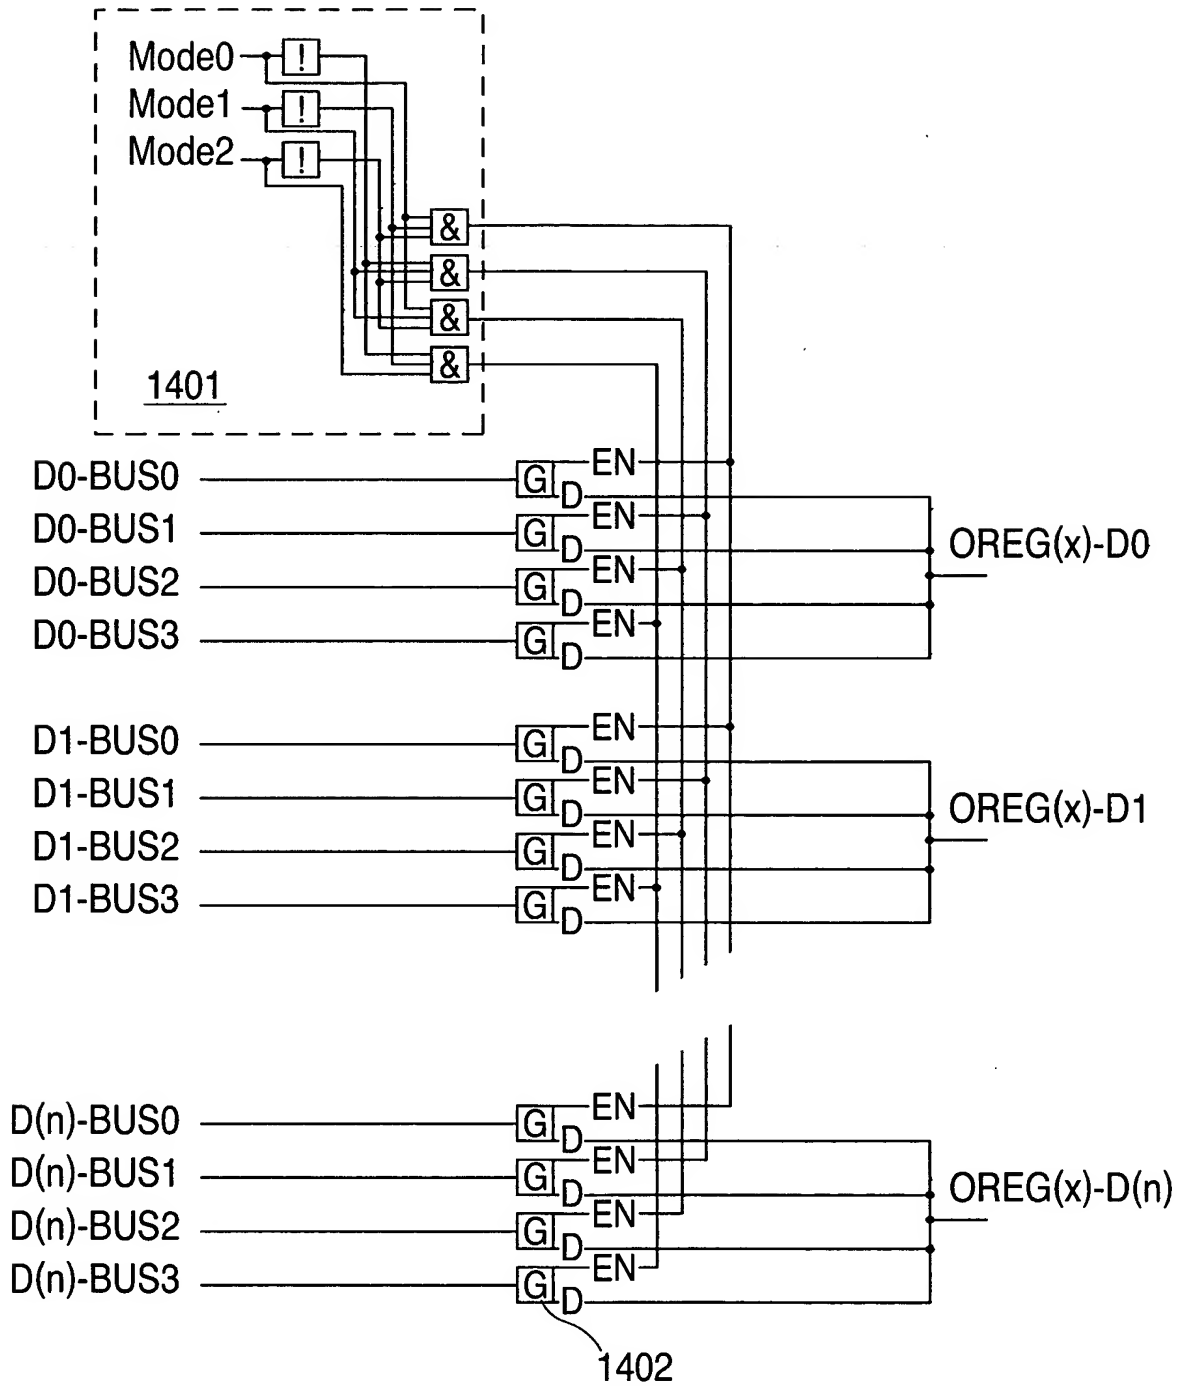 Mode0 !
Mode1 !
Mode2 !
&
&
&
&
1401
D0-BUS0 G EN D
D0-BUS1 G EN D
D0-BUS2 G EN D
D0-BUS3 G EN D
OREG(x)-D0
D1-BUS0 G EN D
D1-BUS1 G EN D
D1-BUS2 G EN D
D1-BUS3 G EN D
OREG(x)-D1
D(n)-BUS0 G EN D
D(n)-BUS1 G EN D
D(n)-BUS2 G EN D
D(n)-BUS3 G EN D
OREG(x)-D(n)
1402